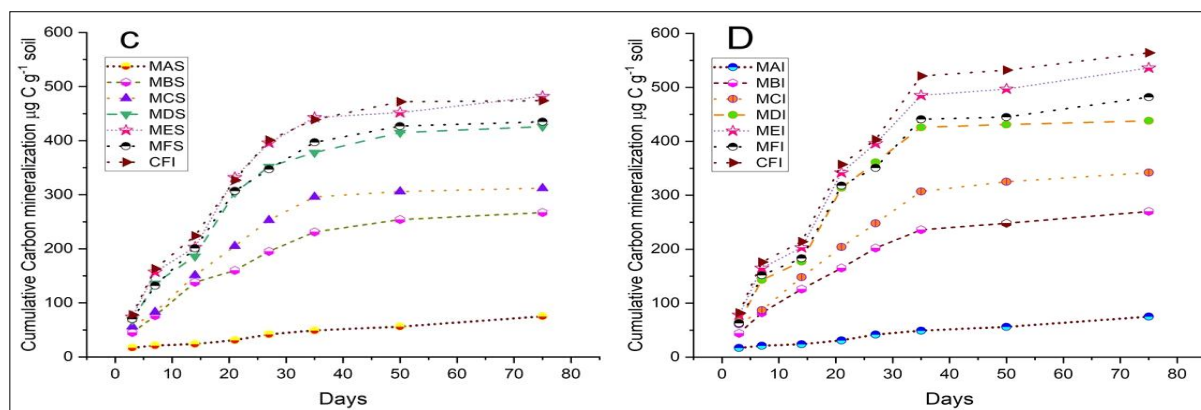 C
MAS
MBS
MCS
MDS
MES
MFS
CFI
Cumulative Carbon mineralization µg C g⁻¹ soil
600
500
400
300
200
100
0
0 10 20 30 40 50 60 70 80
Days
D
MAI
MBI
MCI
MDI
MEI
MFI
CFI
Cumulative Carbon mineralization µg C g⁻¹ soil
600
500
400
300
200
100
0
0 10 20 30 40 50 60 70 80
Days